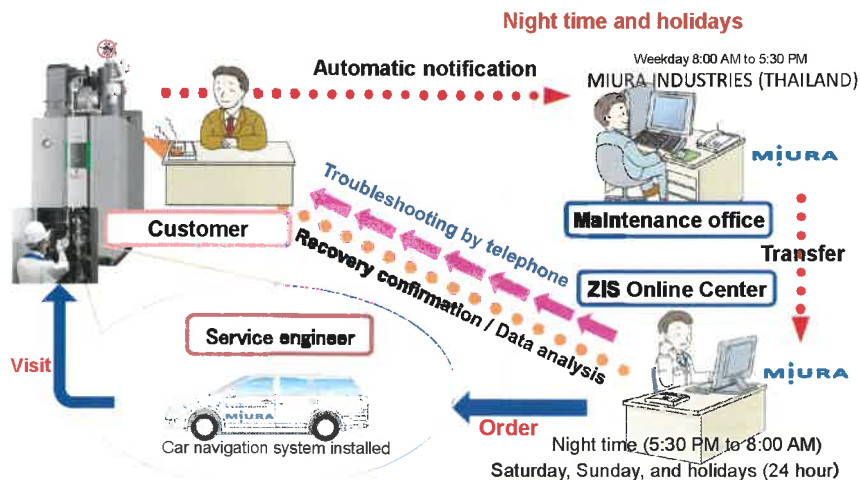 Night time and holidays
Weekday 8:00 AM to 5:30 PM
Automatic notification
MIURA INDUSTRIES (THAILAND)
MIURA
Customer
Troubleshooting by telephone
Recovery confirmation / Data analysis
Maintenance office
Transfer
ZIS Online Center
Service engineer
Visit
MIURA
MIURA
Order
Car navigation system installed
Night time (5:30 PM to 8:00 AM)
Saturday, Sunday, and holidays (24 hour)